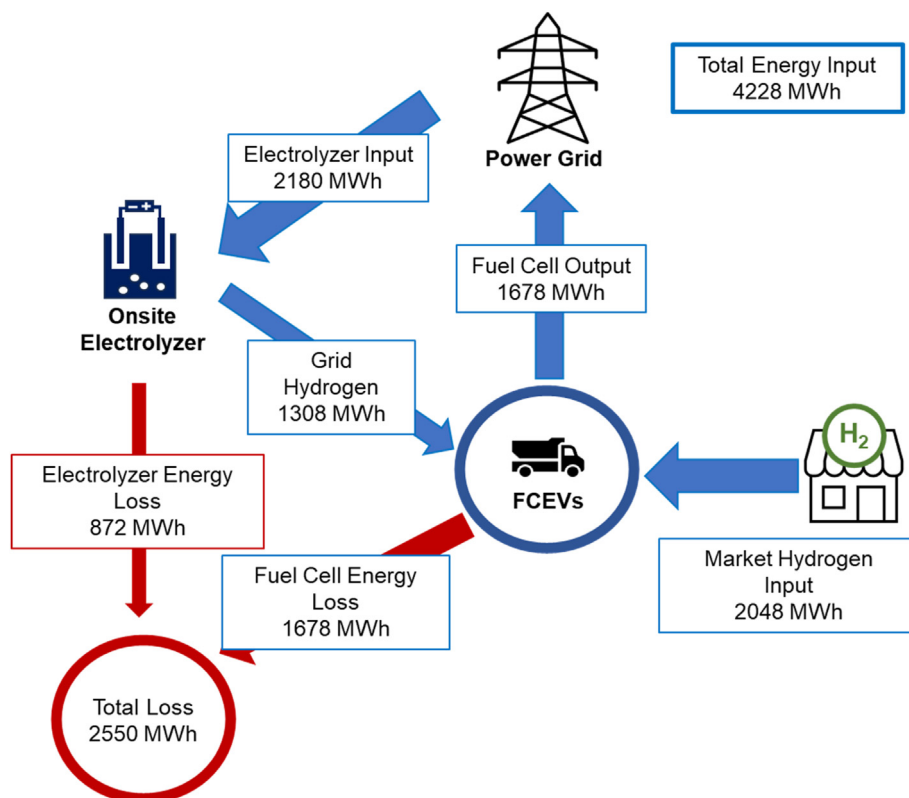 Total Energy Input
4228 MWh
Power Grid
Electrolyzer Input
2180 MWh
Fuel Cell Output
1678 MWh
Onsite
Electrolyzer
Grid
Hydrogen
1308 MWh
H₂
FCEVs
Electrolyzer Energy
Loss
872 MWh
Fuel Cell Energy
Loss
1678 MWh
Market Hydrogen
Input
2048 MWh
Total Loss
2550 MWh